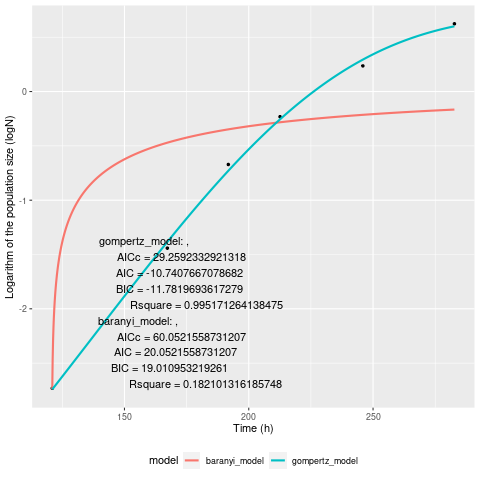 0
-1
-2
Logarithm of the population size (logN)
gompertz_model: ,
AICc = 29.2592332921318
AIC = -10.7407667078682
BIC = -11.7819693617279
Rsquare = 0.995171264138475
baranyi_model: ,
AICc = 60.0521558731207
AIC = 20.0521558731207
BIC = 19.010953219261
Rsquare = 0.182101316185748
150 200 250
Time (h)
model baranyi_model gompertz_model